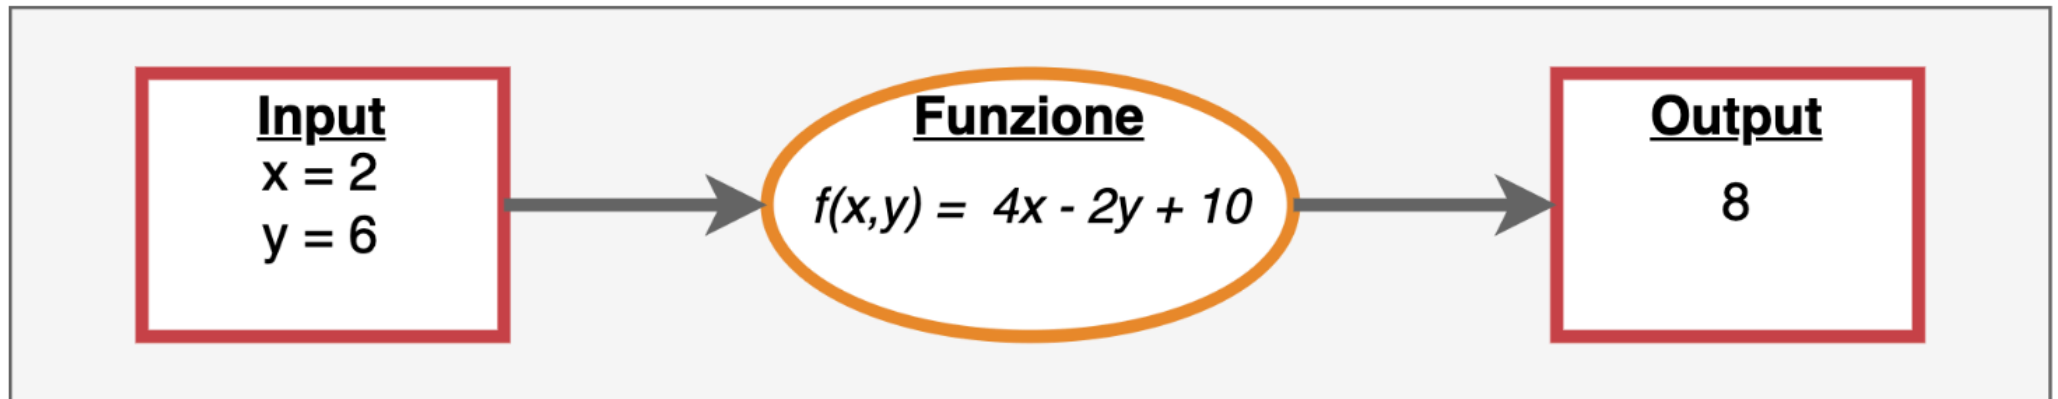 Input
x = 2
y = 6
Funzione
f(x,y) = 4x - 2y + 10
Output
8